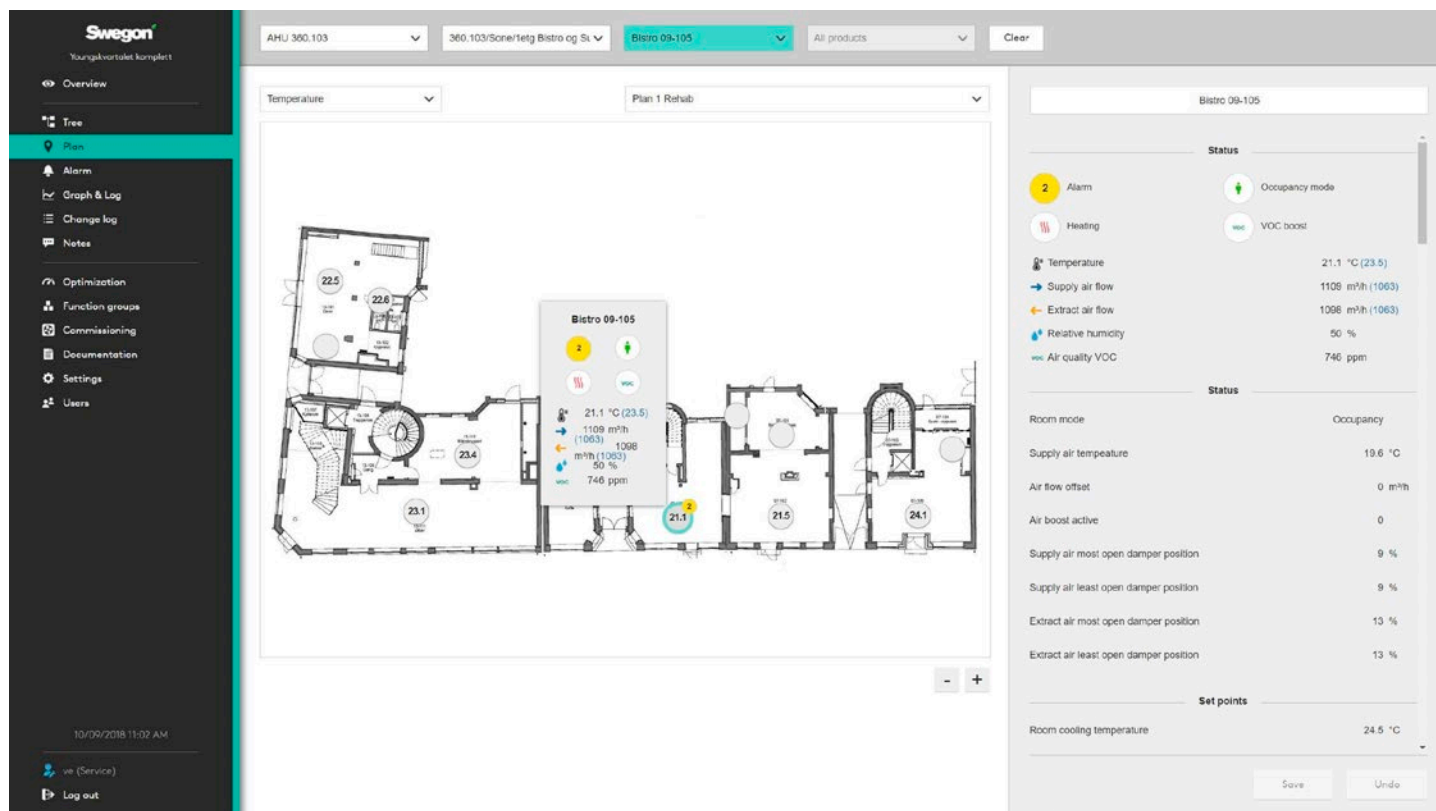 Swegon
Youngskvartalet komplett
Overview
Tree
Plan
Alarm
Graph & Log
Change log
Notes
Optimization
Function groups
Commissioning
Documentation
Settings
Users
10/09/2018 11:02 AM
ve (Service)
Log out
AHU 360.103
360.103/Sone/1etg Bistro og Su
Bistro 09-105
All products
Clear
Temperature
Plan 1 Rehab
22.5
22.6
23.4
23.1
21.1
2
21.5
24.1
Bistro 09-105
2
VOC
21.1 °C (23.5)
1109 m³/h
(1063)
1098
m³/h (1063)
50 %
VOC 746 ppm
- +
Bistro 09-105
Status
2 Alarm
Occupancy mode
Heating
VOC VOC boost
Temperature 21.1 °C (23.5)
Supply air flow 1109 m³/h (1063)
Extract air flow 1098 m³/h (1063)
Relative humidity 50 %
VOC Air quality VOC 746 ppm
Status
Room mode Occupancy
Supply air tempeature 19.6 °C
Air flow offset 0 m³/h
Air boost active 0
Supply air most open damper position 9 %
Supply air least open damper position 9 %
Extract air most open damper position 13 %
Extract air least open damper position 13 %
Set points
Room cooling temperature 24.5 °C
Save Undo